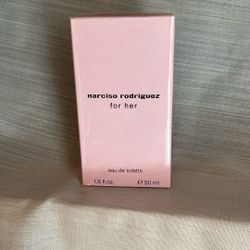 narciso rodriguez
for her
eau de toilette
1.6 fl.oz. ℮ 50 ml